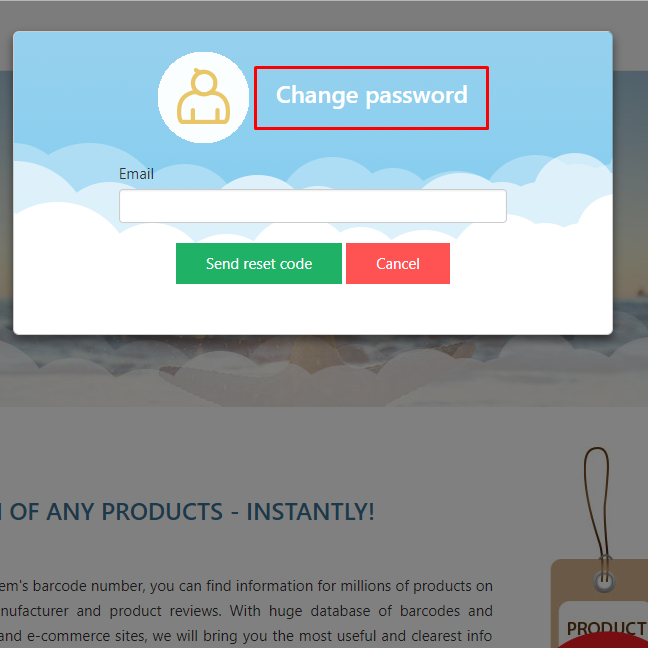 Change password
Email
Send reset code Cancel
OF ANY PRODUCTS - INSTANTLY!
em's barcode number, you can find information for millions of products on
nufacturer and product reviews. With huge database of barcodes and
and e-commerce sites, we will bring you the most useful and clearest info
PRODUCT